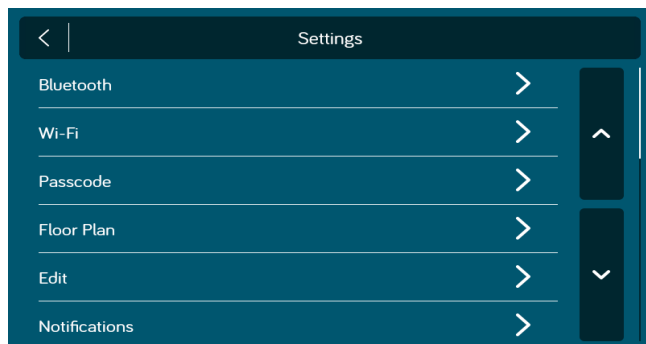 Settings
Bluetooth
Wi-Fi
Passcode
Floor Plan
Edit
Notifications